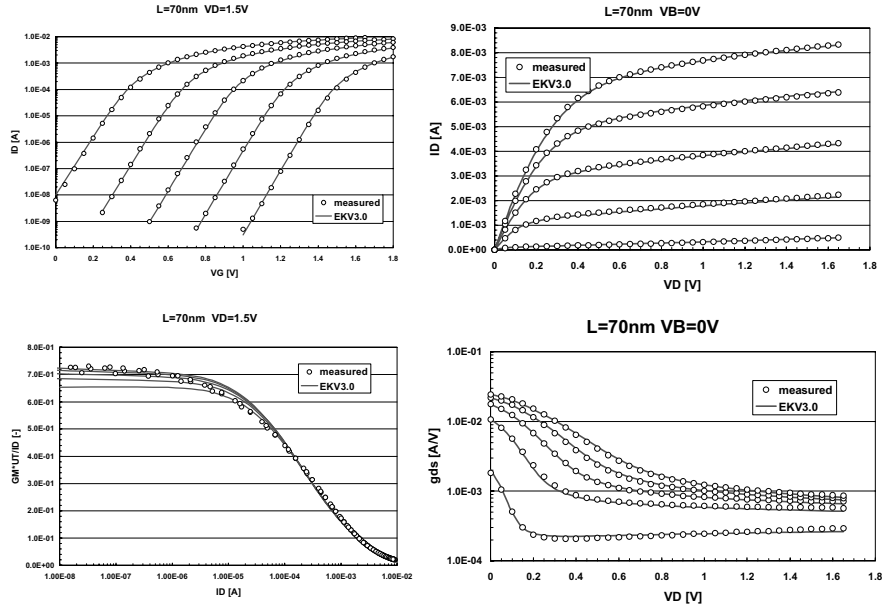 L=70nm VD=1.5V
1.E-02
1.E-03
1.E-04
1.E-05
1.E-06
1.E-07
1.E-08
1.E-09
1.E-10
ID [A]
measured
EKV3.0
0 0.2 0.4 0.6 0.8 1 1.2 1.4 1.6 1.8
VG [V]
L=70nm VB=0V
9.0E-03
8.0E-03
7.0E-03
6.0E-03
5.0E-03
4.0E-03
3.0E-03
2.0E-03
1.0E-03
0.0E+00
ID [A]
measured
EKV3.0
0 0.2 0.4 0.6 0.8 1 1.2 1.4 1.6 1.8
VD [V]
L=70nm VD=1.5V
8.0E-01
7.0E-01
6.0E-01
5.0E-01
4.0E-01
3.0E-01
2.0E-01
1.0E-01
0.0E+00
GM*UT/ID [-]
measured
EKV3.0
1.00E-08 1.00E-07 1.00E-06 1.00E-05 1.00E-04 1.00E-03 1.00E-02
ID [A]
L=70nm VB=0V
1.0E-01
1.0E-02
1.0E-03
1.0E-04
gds [A/V]
measured
EKV3.0
0 0.2 0.4 0.6 0.8 1 1.2 1.4 1.6 1.8
VD [V]